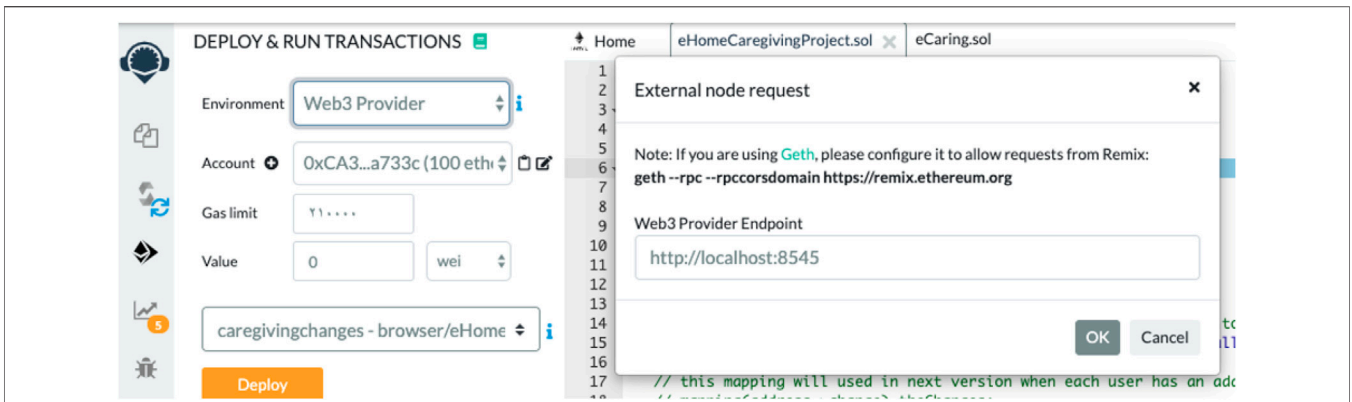 DEPLOY & RUN TRANSACTIONS
Environment
Web3 Provider
i
Account
0xCA3...a733c (100 eth
Gas limit
۲۱۰۰۰۰
Value
0
wei
caregivingchanges - browser/eHome
i
Deploy
5
Home
eHomeCaregivingProject.sol
eCaring.sol
1
2
3
4
5
6
7
8
9
10
11
12
13
14
15
16
17
External node request
Note: If you are using Geth, please configure it to allow requests from Remix:
geth --rpc --rpccorsdomain https://remix.ethereum.org
Web3 Provider Endpoint
http://localhost:8545
OK
Cancel
// this mapping will used in next version when each user has an add